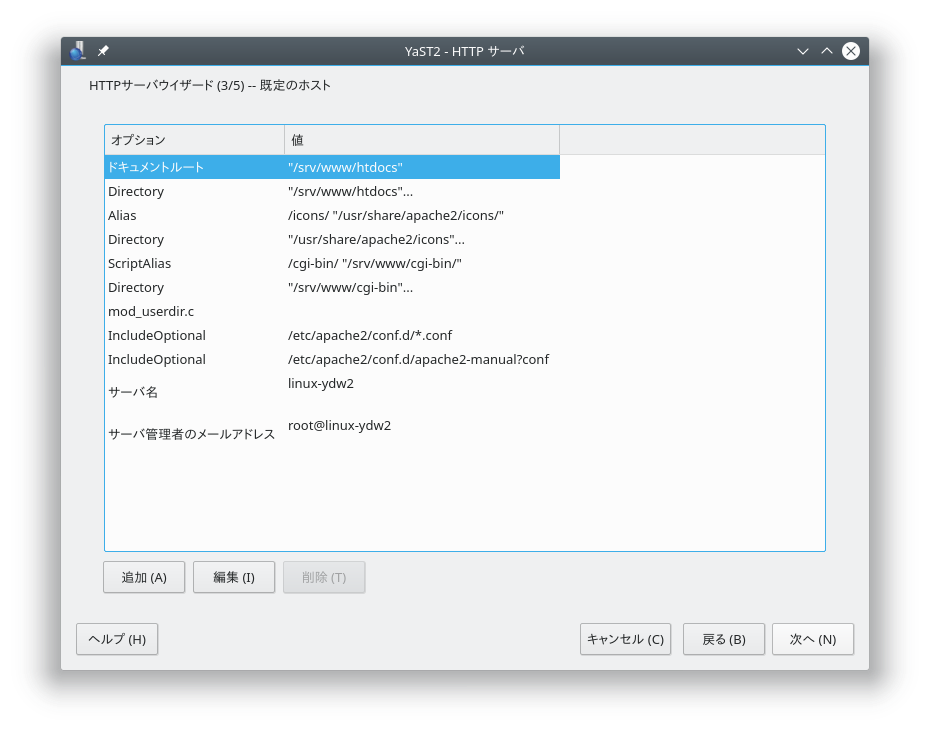 YaST2 - HTTP サーバ
HTTPサーバウイザード (3/5) -- 既定のホスト
オプション 値
ドキュメントルート "/srv/www/htdocs"
Directory "/srv/www/htdocs"...
Alias /icons/ "/usr/share/apache2/icons/"
Directory "/usr/share/apache2/icons"...
ScriptAlias /cgi-bin/ "/srv/www/cgi-bin/"
Directory "/srv/www/cgi-bin"...
mod_userdir.c
IncludeOptional /etc/apache2/conf.d/*.conf
IncludeOptional /etc/apache2/conf.d/apache2-manual?conf
サーバ名 linux-ydw2
サーバ管理者のメールアドレス root@linux-ydw2
追加 (A) 編集 (I) 削除 (T)
ヘルプ (H) キャンセル (C) 戻る (B) 次へ (N)